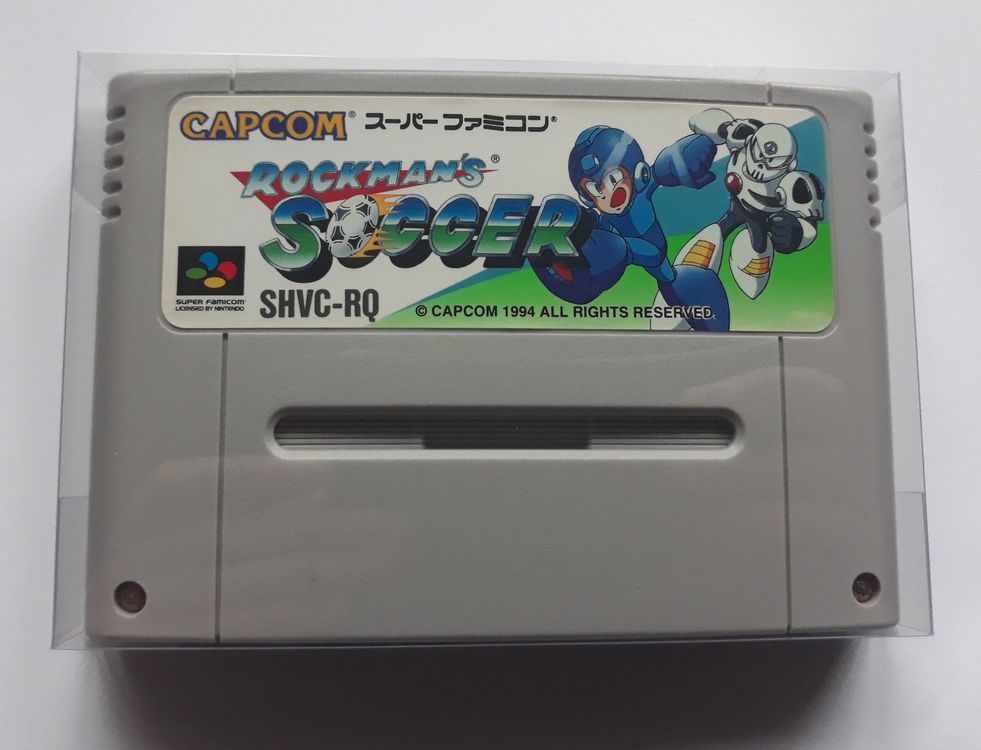 CAPCOM® スーパーファミコン®
ROCKMAN'S®
SOCCER
SUPER FAMICOM
LICENSED BY NINTENDO
SHVC-RQ
© CAPCOM 1994 ALL RIGHTS RESERVED.